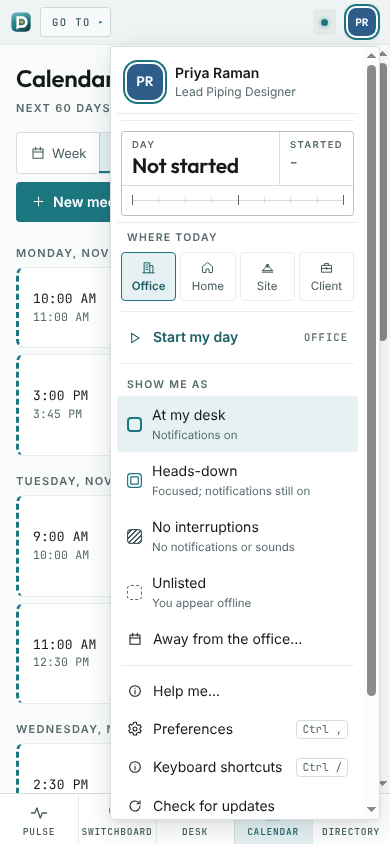 GO TO
PR
Calendar
NEXT 60 DAYS
Week
New mee
MONDAY, NOV
10:00 AM
11:00 AM
3:00 PM
3:45 PM
TUESDAY, NOV
9:00 AM
10:00 AM
11:00 AM
12:30 PM
WEDNESDAY, N
2:30 PM
PR
Priya Raman
Lead Piping Designer
DAY
Not started
STARTED
–
WHERE TODAY
Office
Home
Site
Client
Start my day
OFFICE
SHOW ME AS
At my desk
Notifications on
Heads-down
Focused; notifications still on
No interruptions
No notifications or sounds
Unlisted
You appear offline
Away from the office...
Help me...
Preferences
Ctrl ,
Keyboard shortcuts
Ctrl /
Check for updates
PULSE
SWITCHBOARD
DESK
CALENDAR
DIRECTORY